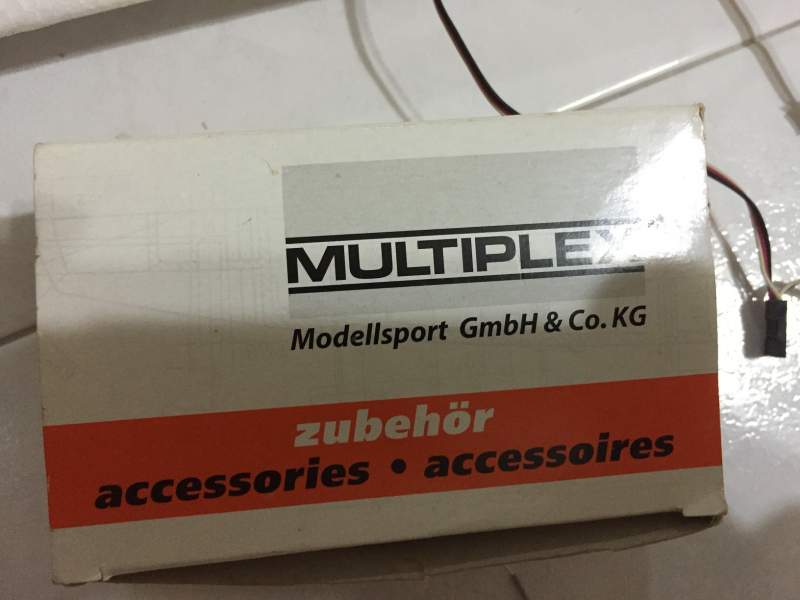 MULTIPLEX
Modellsport GmbH & Co. KG
zubehör
accessories • accessoires